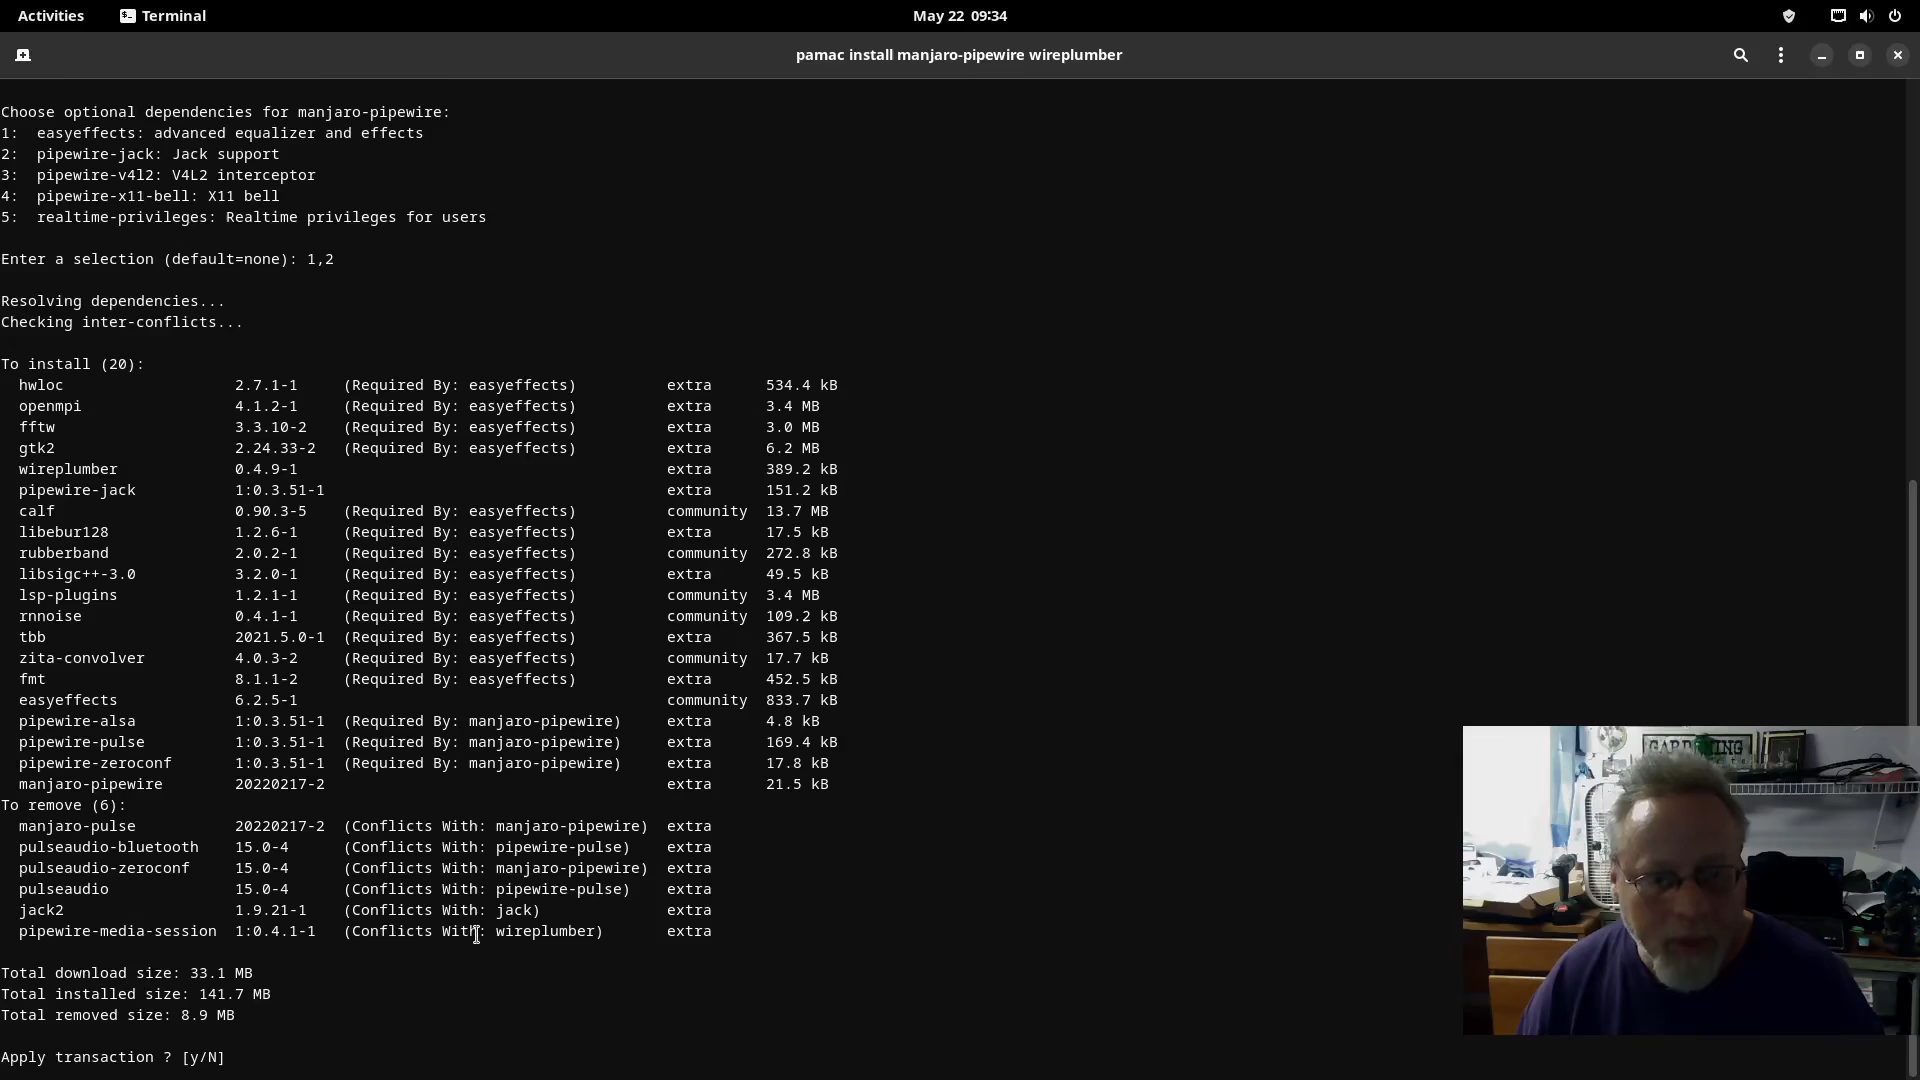 Activities Terminal May 22 09:34
pamac install manjaro-pipewire wireplumber
Choose optional dependencies for manjaro-pipewire:
1:  easyeffects: advanced equalizer and effects
2:  pipewire-jack: Jack support
3:  pipewire-v4l2: V4L2 interceptor
4:  pipewire-x11-bell: X11 bell
5:  realtime-privileges: Realtime privileges for users
Enter a selection (default=none): 1,2
Resolving dependencies...
Checking inter-conflicts...
To install (20):
hwloc 2.7.1-1 (Required By: easyeffects) extra 534.4 kB
openmpi 4.1.2-1 (Required By: easyeffects) extra 3.4 MB
fftw 3.3.10-2 (Required By: easyeffects) extra 3.0 MB
gtk2 2.24.33-2 (Required By: easyeffects) extra 6.2 MB
wireplumber 0.4.9-1 extra 389.2 kB
pipewire-jack 1:0.3.51-1 extra 151.2 kB
calf 0.90.3-5 (Required By: easyeffects) community 13.7 MB
libebur128 1.2.6-1 (Required By: easyeffects) extra 17.5 kB
rubberband 2.0.2-1 (Required By: easyeffects) community 272.8 kB
libsigc++-3.0 3.2.0-1 (Required By: easyeffects) extra 49.5 kB
lsp-plugins 1.2.1-1 (Required By: easyeffects) community 3.4 MB
rnnoise 0.4.1-1 (Required By: easyeffects) community 109.2 kB
tbb 2021.5.0-1 (Required By: easyeffects) extra 367.5 kB
zita-convolver 4.0.3-2 (Required By: easyeffects) community 17.7 kB
fmt 8.1.1-2 (Required By: easyeffects) extra 452.5 kB
easyeffects 6.2.5-1 community 833.7 kB
pipewire-alsa 1:0.3.51-1 (Required By: manjaro-pipewire) extra 4.8 kB
pipewire-pulse 1:0.3.51-1 (Required By: manjaro-pipewire) extra 169.4 kB
pipewire-zeroconf 1:0.3.51-1 (Required By: manjaro-pipewire) extra 17.8 kB
manjaro-pipewire 20220217-2 extra 21.5 kB
To remove (6):
manjaro-pulse 20220217-2 (Conflicts With: manjaro-pipewire) extra
pulseaudio-bluetooth 15.0-4 (Conflicts With: pipewire-pulse) extra
pulseaudio-zeroconf 15.0-4 (Conflicts With: manjaro-pipewire) extra
pulseaudio 15.0-4 (Conflicts With: pipewire-pulse) extra
jack2 1.9.21-1 (Conflicts With: jack) extra
pipewire-media-session 1:0.4.1-1 (Conflicts With: wireplumber) extra
Total download size: 33.1 MB
Total installed size: 141.7 MB
Total removed size: 8.9 MB
Apply transaction ? [y/N]
GARDENING